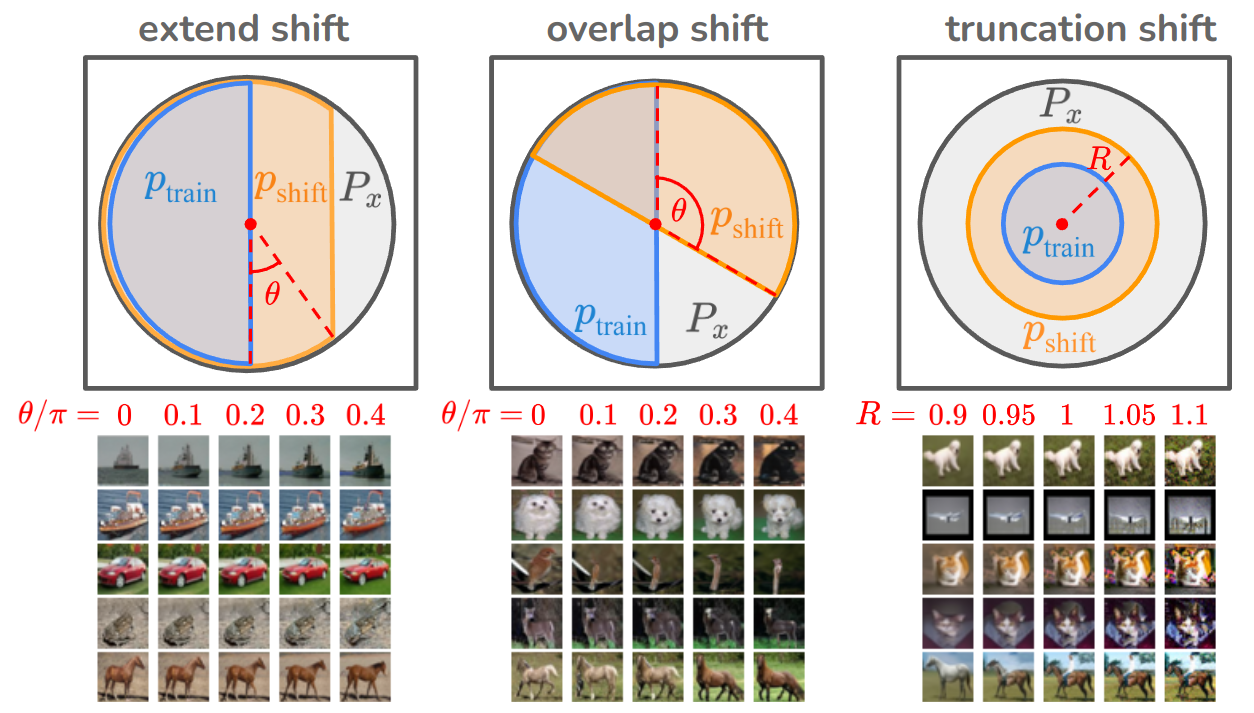 extend shift
overlap shift
truncation shift
p_train
p_shift
P_x
θ
θ
p_shift
p_train
P_x
P_x
R
p_train
p_shift
θ/π = 0 0.1 0.2 0.3 0.4
θ/π = 0 0.1 0.2 0.3 0.4
R = 0.9 0.95 1 1.05 1.1